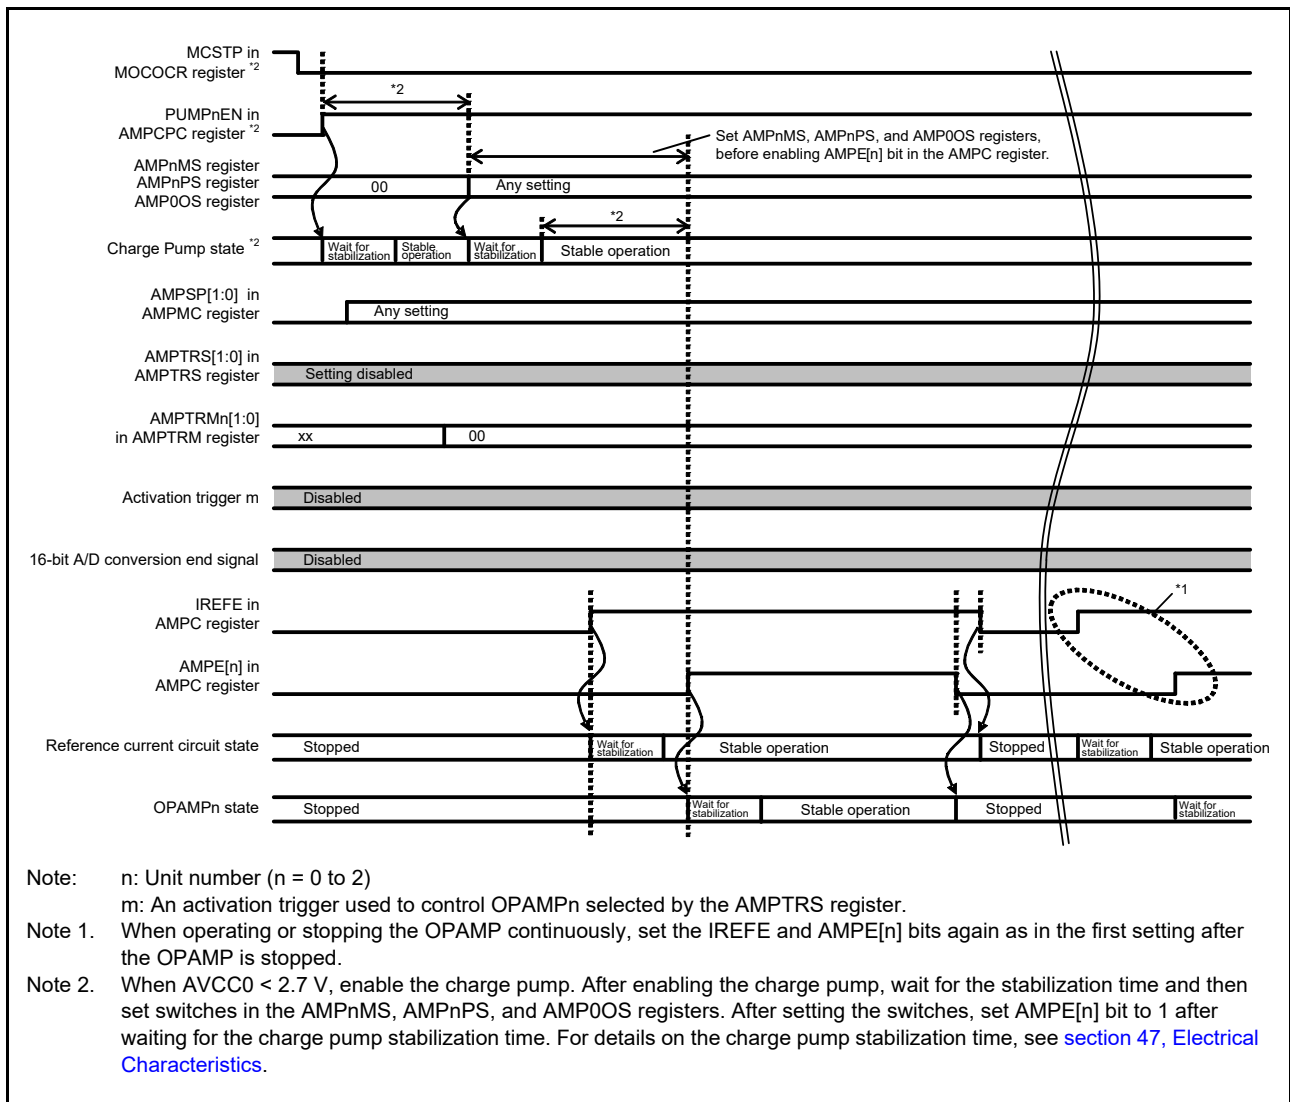 MCSTP in
MOCOCR register *2
*2
PUMPnEN in
AMPCPC register *2
Set AMPnMS, AMPnPS, and AMP0OS registers,
before enabling AMPE[n] bit in the AMPC register.
AMPnMS register
AMPnPS register
AMP0OS register
00
Any setting
*2
Charge Pump state *2
Wait for
stabilization
Stable
operation
Wait for
stabilization
Stable operation
AMPSP[1:0] in
AMPMC register
Any setting
AMPTRS[1:0] in
AMPTRS register
Setting disabled
AMPTRMn[1:0]
in AMPTRM register
xx
00
Activation trigger m
Disabled
16-bit A/D conversion end signal
Disabled
IREFE in
AMPC register
*1
AMPE[n] in
AMPC register
Reference current circuit state
Stopped
Wait for
stabilization
Stable operation
Stopped
Wait for
stabilization
Stable operation
OPAMPn state
Stopped
Wait for
stabilization
Stable operation
Stopped
Wait for
stabilization
Note: n: Unit number (n = 0 to 2)
m: An activation trigger used to control OPAMPn selected by the AMPTRS register.
Note 1. When operating or stopping the OPAMP continuously, set the IREFE and AMPE[n] bits again as in the first setting after
the OPAMP is stopped.
Note 2. When AVCC0 < 2.7 V, enable the charge pump. After enabling the charge pump, wait for the stabilization time and then
set switches in the AMPnMS, AMPnPS, and AMP0OS registers. After setting the switches, set AMPE[n] bit to 1 after
waiting for the charge pump stabilization time. For details on the charge pump stabilization time, see section 47, Electrical
Characteristics.